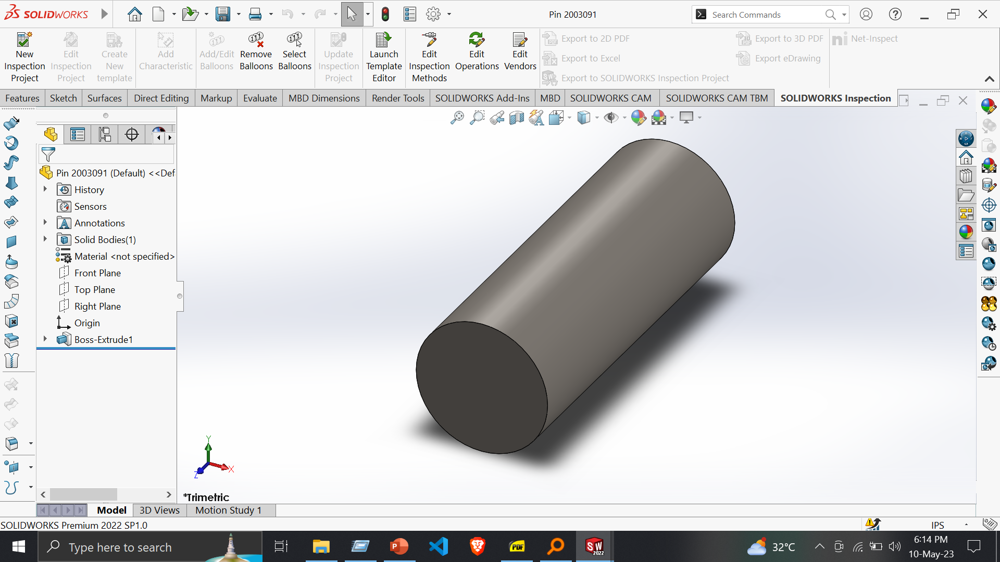 SOLIDWORKS
Pin 2003091
Search Commands
New Inspection Project
Edit Inspection Project
Create New template
Add Characteristic
Add/Edit Balloons
Remove Balloons
Select Balloons
Update Inspection Project
Launch Template Editor
Edit Inspection Methods
Edit Operations
Edit Vendors
Export to 2D PDF
Export to Excel
Export to SOLIDWORKS Inspection Project
Export to 3D PDF
Export eDrawing
Net-Inspect
Features
Sketch
Surfaces
Direct Editing
Markup
Evaluate
MBD Dimensions
Render Tools
SOLIDWORKS Add-Ins
MBD
SOLIDWORKS CAM
SOLIDWORKS CAM TBM
SOLIDWORKS Inspection
Pin 2003091 (Default) <<Def
History
Sensors
Annotations
Solid Bodies(1)
Material <not specified>
Front Plane
Top Plane
Right Plane
Origin
Boss-Extrude1
Y
X
Z
*Trimetric
Model
3D Views
Motion Study 1
SOLIDWORKS Premium 2022 SP1.0
IPS
Type here to search
PDF
SW
2022
32°C
6:14 PM
10-May-23